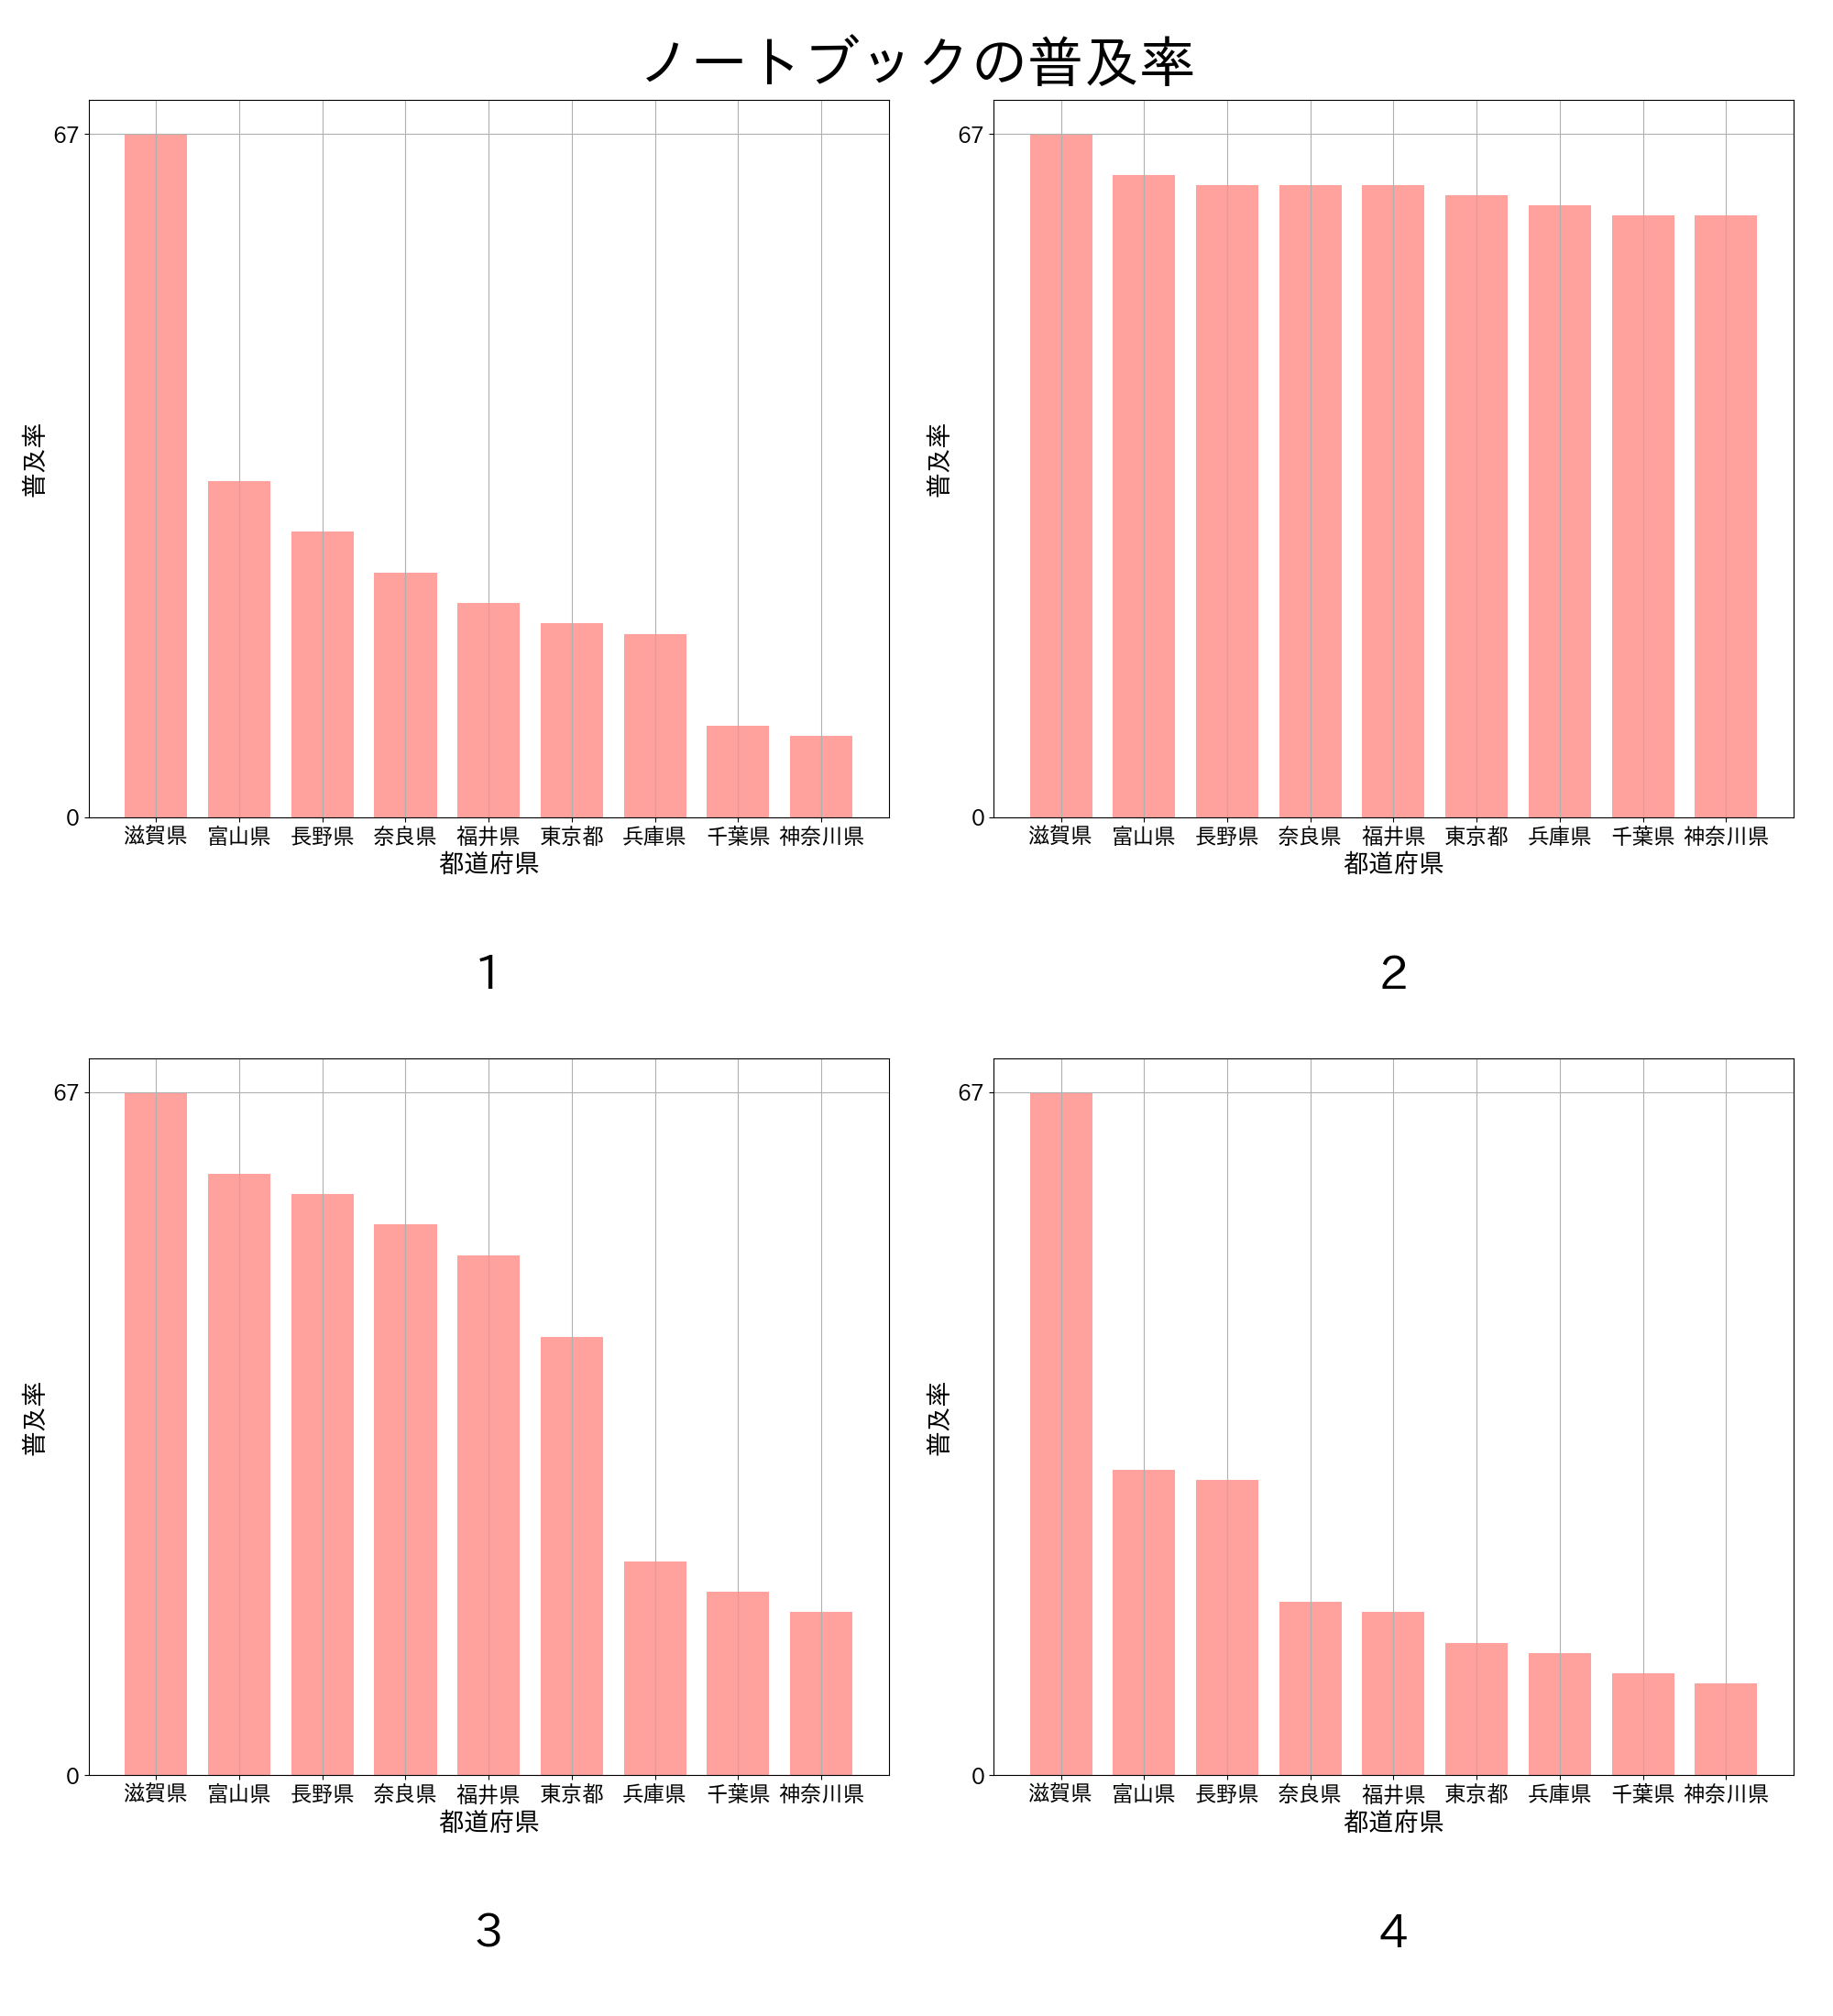 ノートブックの普及率
67
0
普及率
滋賀県 富山県 長野県 奈良県 福井県 東京都 兵庫県 千葉県 神奈川県
都道府県
1
67
0
普及率
滋賀県 富山県 長野県 奈良県 福井県 東京都 兵庫県 千葉県 神奈川県
都道府県
2
67
0
普及率
滋賀県 富山県 長野県 奈良県 福井県 東京都 兵庫県 千葉県 神奈川県
都道府県
3
67
0
普及率
滋賀県 富山県 長野県 奈良県 福井県 東京都 兵庫県 千葉県 神奈川県
都道府県
4